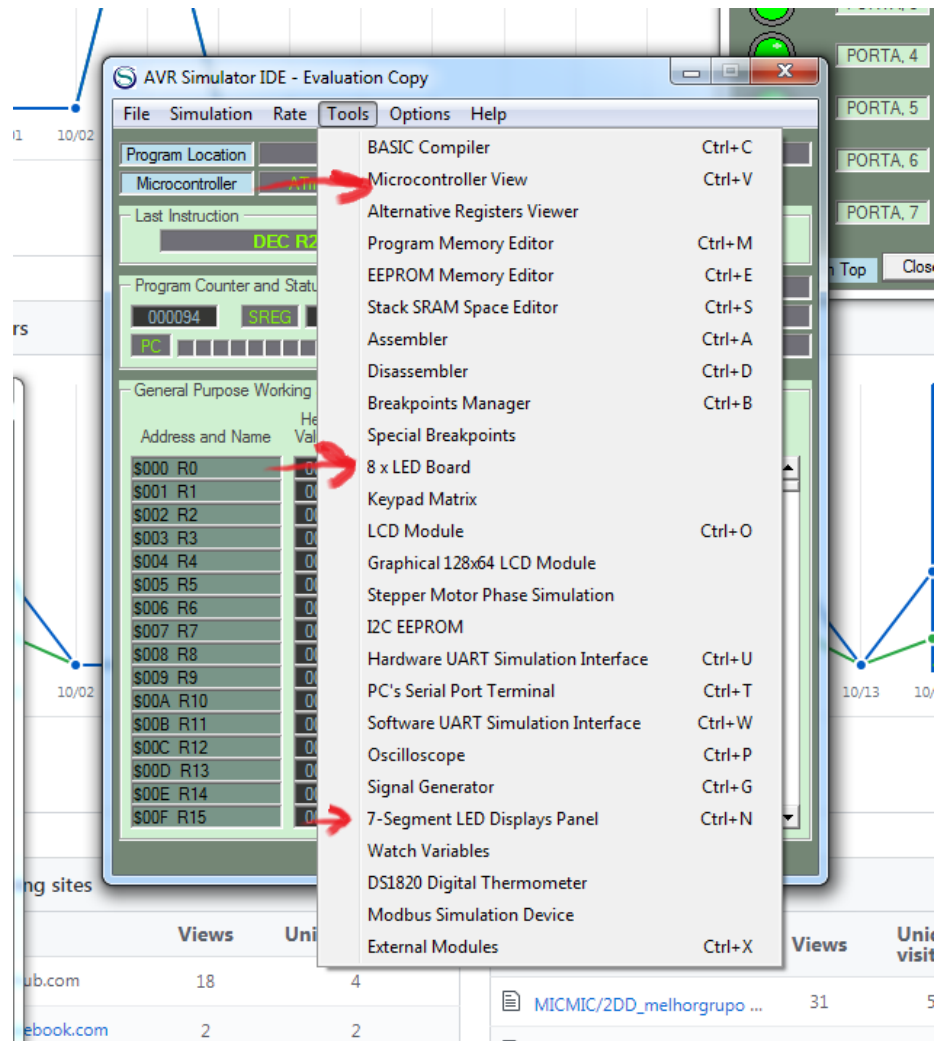 PORTA, 4
AVR Simulator IDE - Evaluation Copy
File Simulation Rate Tools Options Help
PORTA, 5
10/02
BASIC Compiler Ctrl+C
Program Location
PORTA, 6
Microcontroller
Microcontroller View Ctrl+V
Last Instruction
Alternative Registers Viewer
PORTA, 7
DEC R2
Program Memory Editor Ctrl+M
Top
EEPROM Memory Editor Ctrl+E
Program Counter and
000094 SREG
Stack SRAM Space Editor Ctrl+S
PC
Assembler Ctrl+A
Disassembler Ctrl+D
General Purpose Working
Breakpoints Manager Ctrl+B
Address and Name
Special Breakpoints
$000 R0
8 x LED Board
$001 R1
Keypad Matrix
$002 R2
$003 R3
LCD Module Ctrl+O
$004 R4
Graphical 128x64 LCD Module
$005 R5
Stepper Motor Phase Simulation
$006 R6
$007 R7
I2C EEPROM
$008 R8
Hardware UART Simulation Interface Ctrl+U
$009 R9
10/02
PC's Serial Port Terminal Ctrl+T
10/13
$00A R10
$00B R11
Software UART Simulation Interface Ctrl+W
$00C R12
Oscilloscope Ctrl+P
$00D R13
$00E R14
Signal Generator Ctrl+G
$00F R15
7-Segment LED Displays Panel Ctrl+N
Watch Variables
sites
DS1820 Digital Thermometer
Modbus Simulation Device
Views
External Modules Ctrl+X
Views
ub.com 18 4
MICMIC/2DD_melhorgrupo ... 31 5
ebook.com 2 2